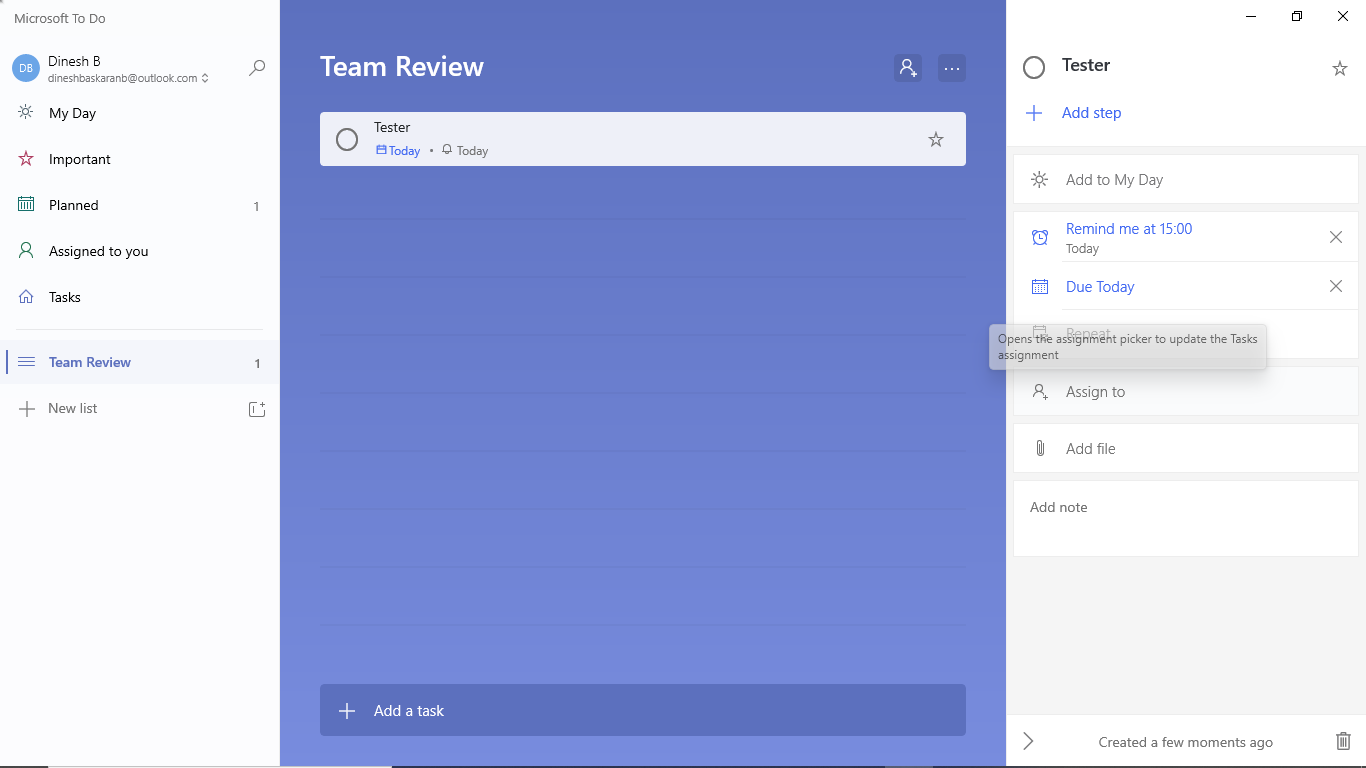 Microsoft To Do
DB
Dinesh B
dineshbaskaranb@outlook.com
My Day
Important
Planned 1
Assigned to you
Tasks
Team Review 1
New list
Team Review
Tester
Today • Today
Add a task
Tester
Add step
Add to My Day
Remind me at 15:00
Today
Due Today
Repeat
Opens the assignment picker to update the Tasks
assignment
Assign to
Add file
Add note
Created a few moments ago